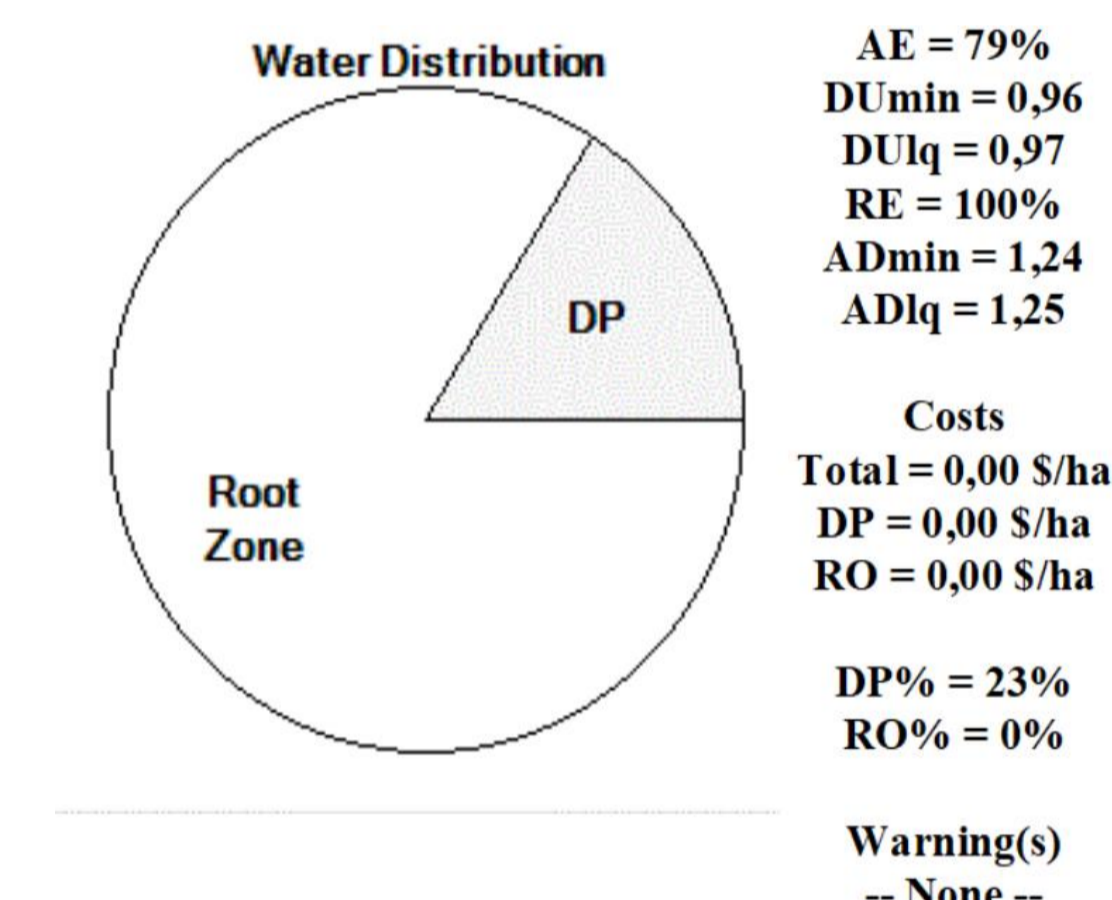 Water Distribution
DP
Root
Zone
AE = 79%
DUmin = 0,96
DUlq = 0,97
RE = 100%
ADmin = 1,24
ADlq = 1,25
Costs
Total = 0,00 $/ha
DP = 0,00 $/ha
RO = 0,00 $/ha
DP% = 23%
RO% = 0%
Warning(s)
-- None --